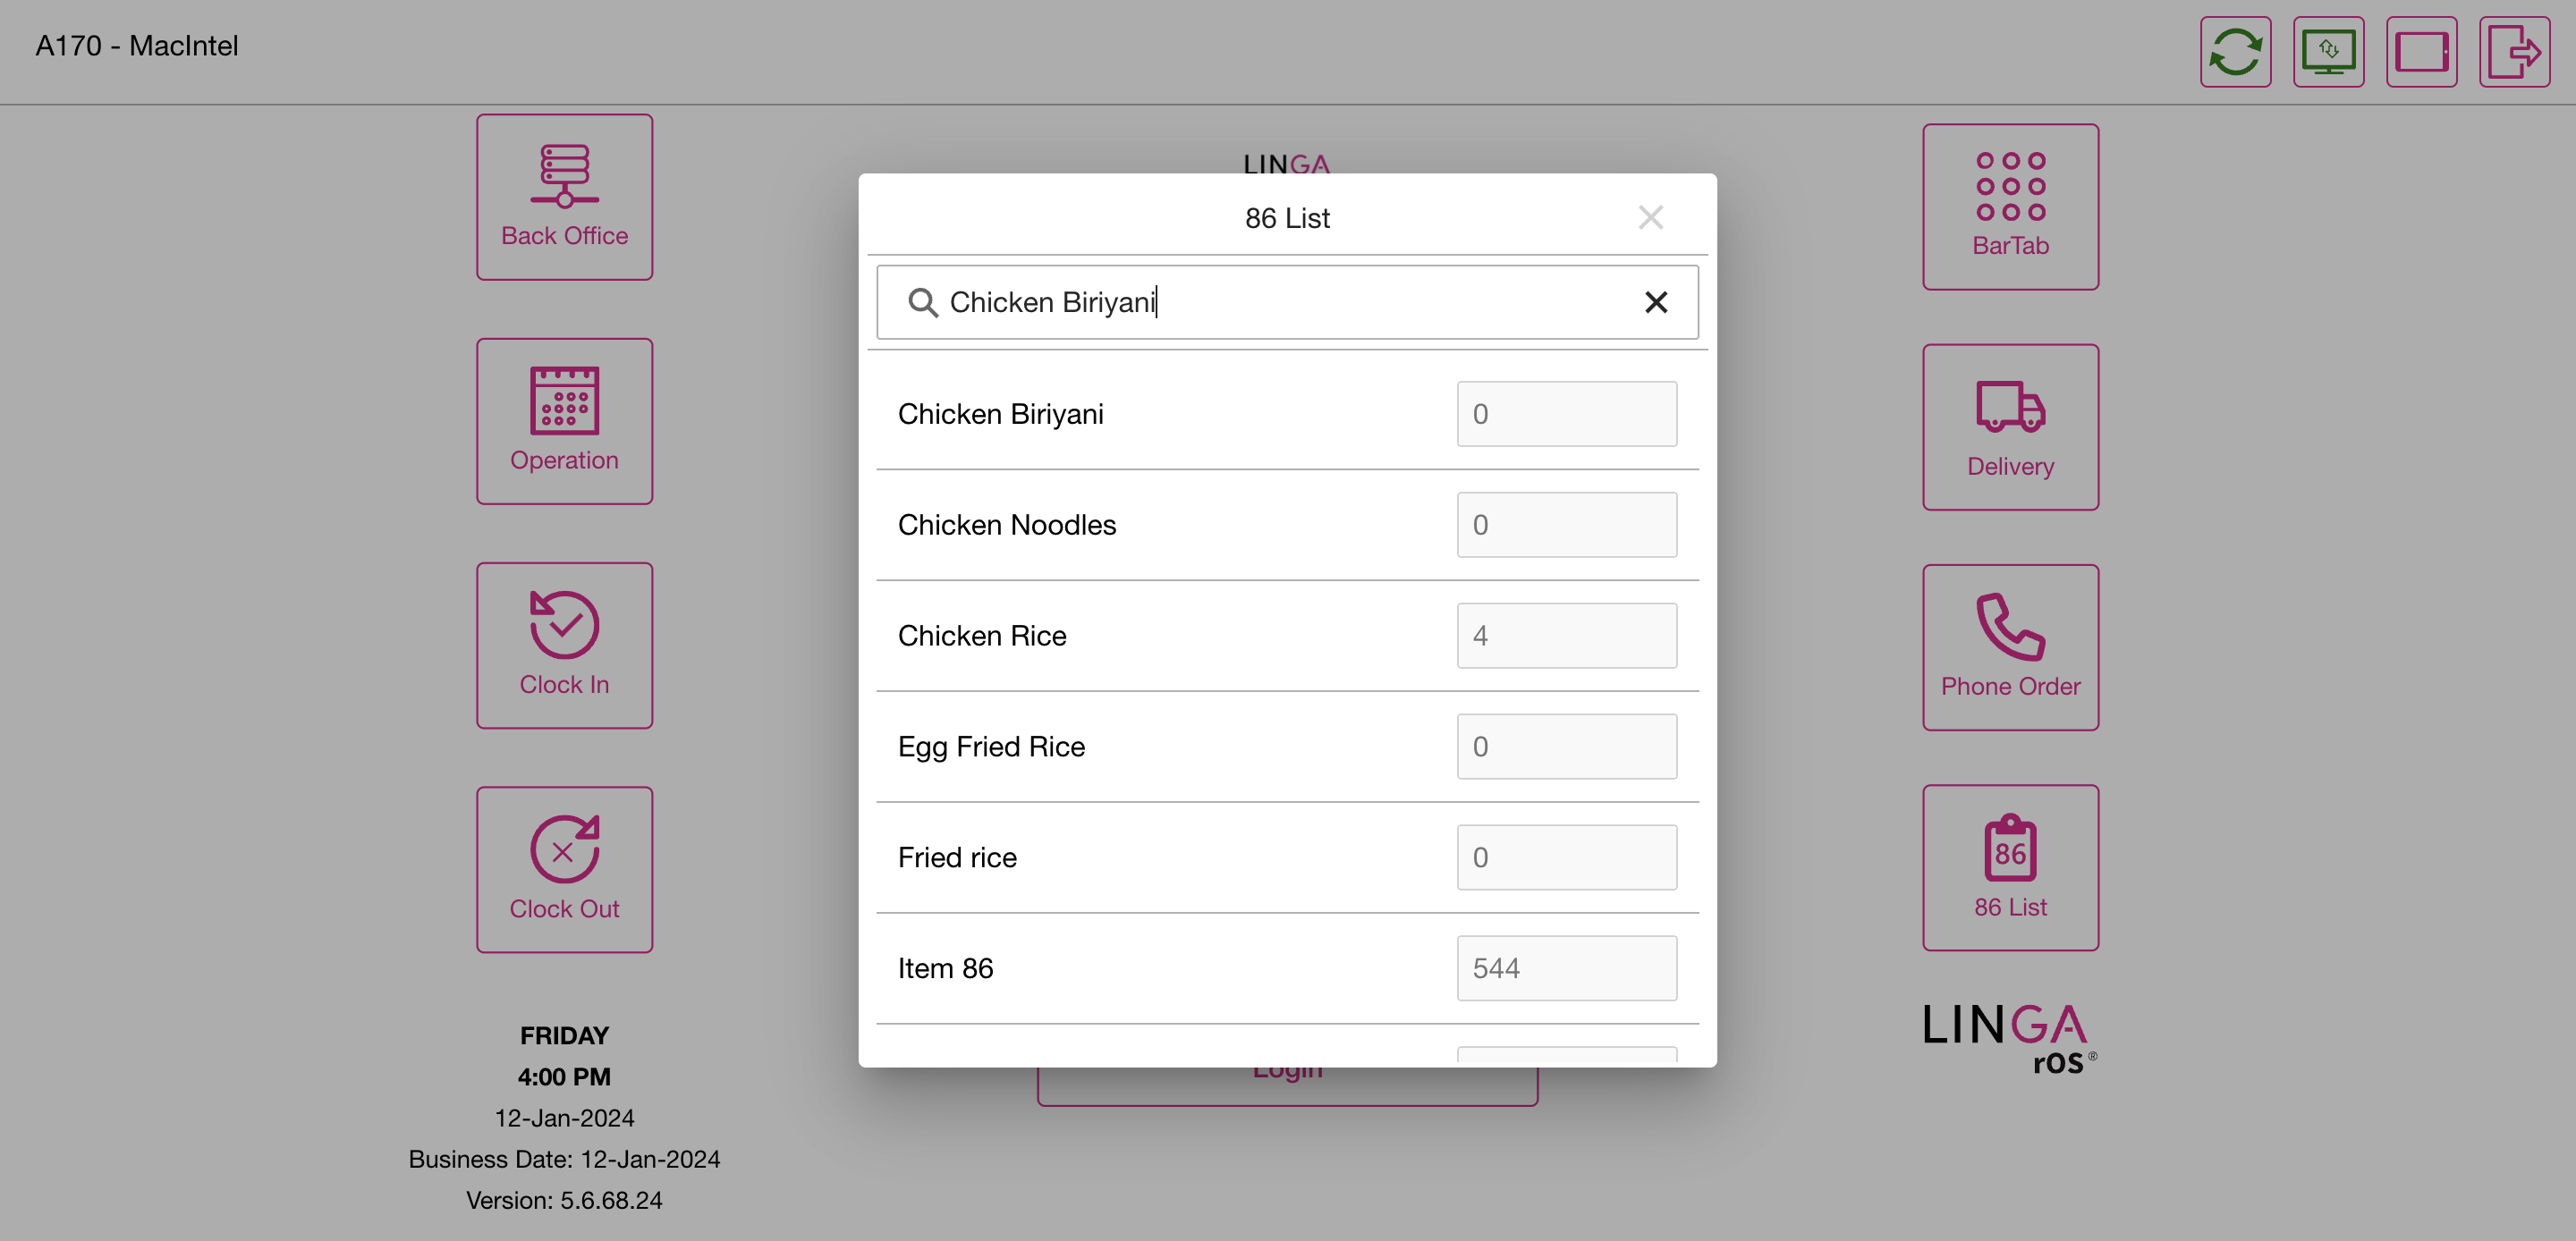 A170 - MacIntel
Back Office
Operation
Clock In
Clock Out
FRIDAY
4:00 PM
12-Jan-2024
Business Date: 12-Jan-2024
Version: 5.6.68.24
LINGA
86 List
Chicken Biriyani
Chicken Biriyani 0
Chicken Noodles 0
Chicken Rice 4
Egg Fried Rice 0
Fried rice 0
Item 86 544
Login
BarTab
Delivery
Phone Order
86
86 List
LINGA
rOS®